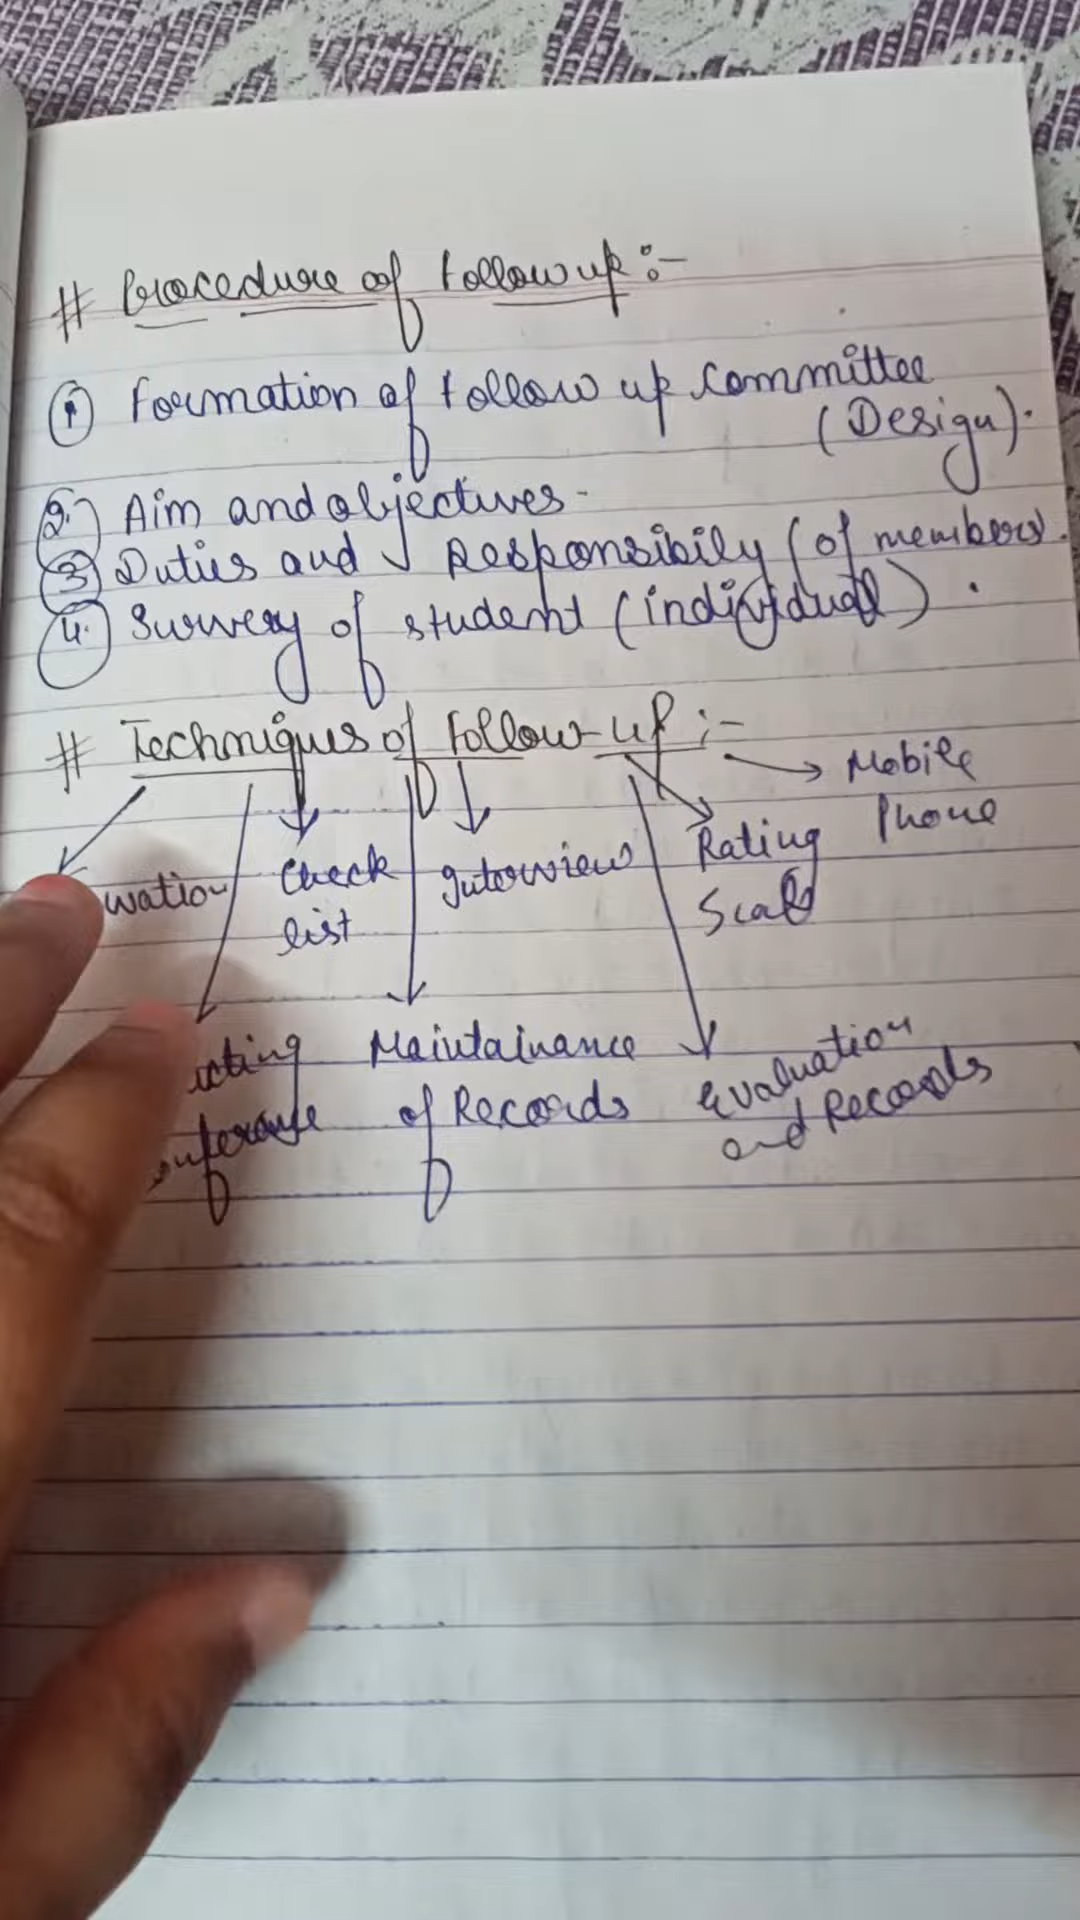 # Procedure of Follow up :-
① Formation of Follow up Committee
(Design).
②. Aim and objectives.
③ Duties and Responsibily (of members).
④. Survey of student (individual).
# Techniques of Follow-up :-
Mobile
Phone
Check
list
Interview
Rating
Scale
Maintainance
of Records
Evaluation
and Records